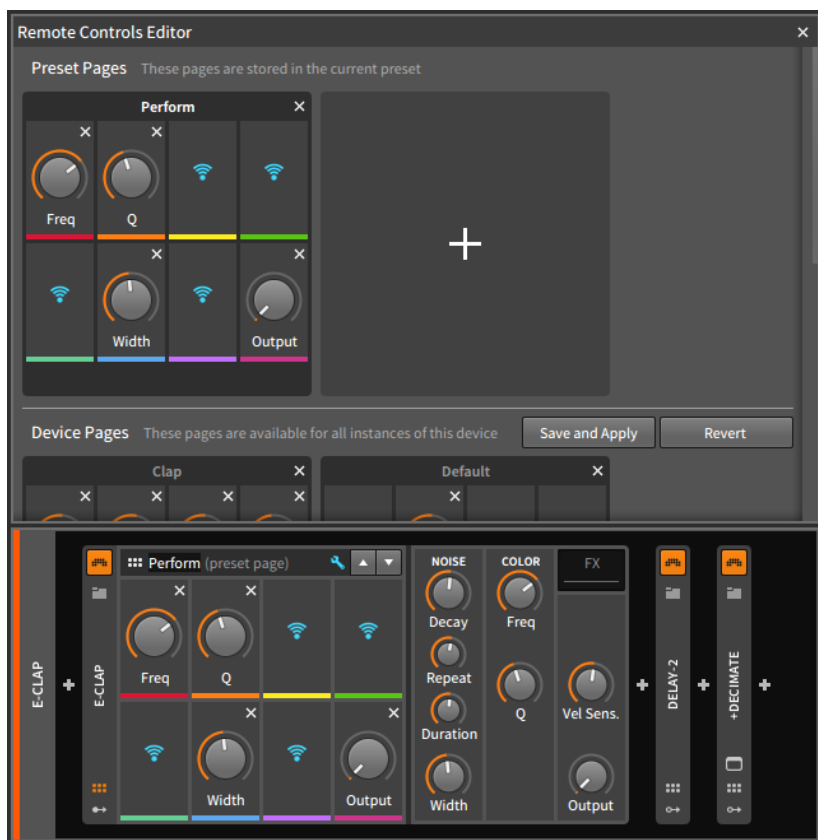 Remote Controls Editor
Preset Pages These pages are stored in the current preset
Perform
Freq Q
Width Output
Device Pages These pages are available for all instances of this device Save and Apply Revert
Clap Default
E-CLAP
E-CLAP
Perform (preset page)
Freq Q
Width Output
NOISE COLOR FX
Decay Freq
Repeat
Q Vel Sens.
Duration
Width Output
DELAY-2
+DECIMATE